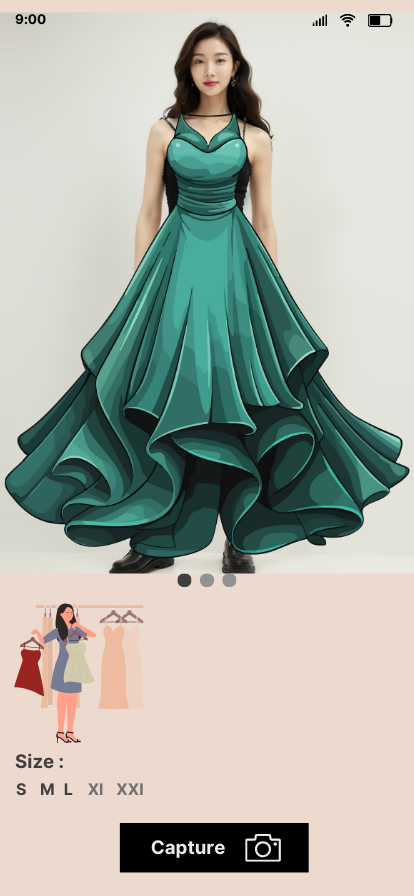 9:00
Size :
S M L XI XXI
Capture